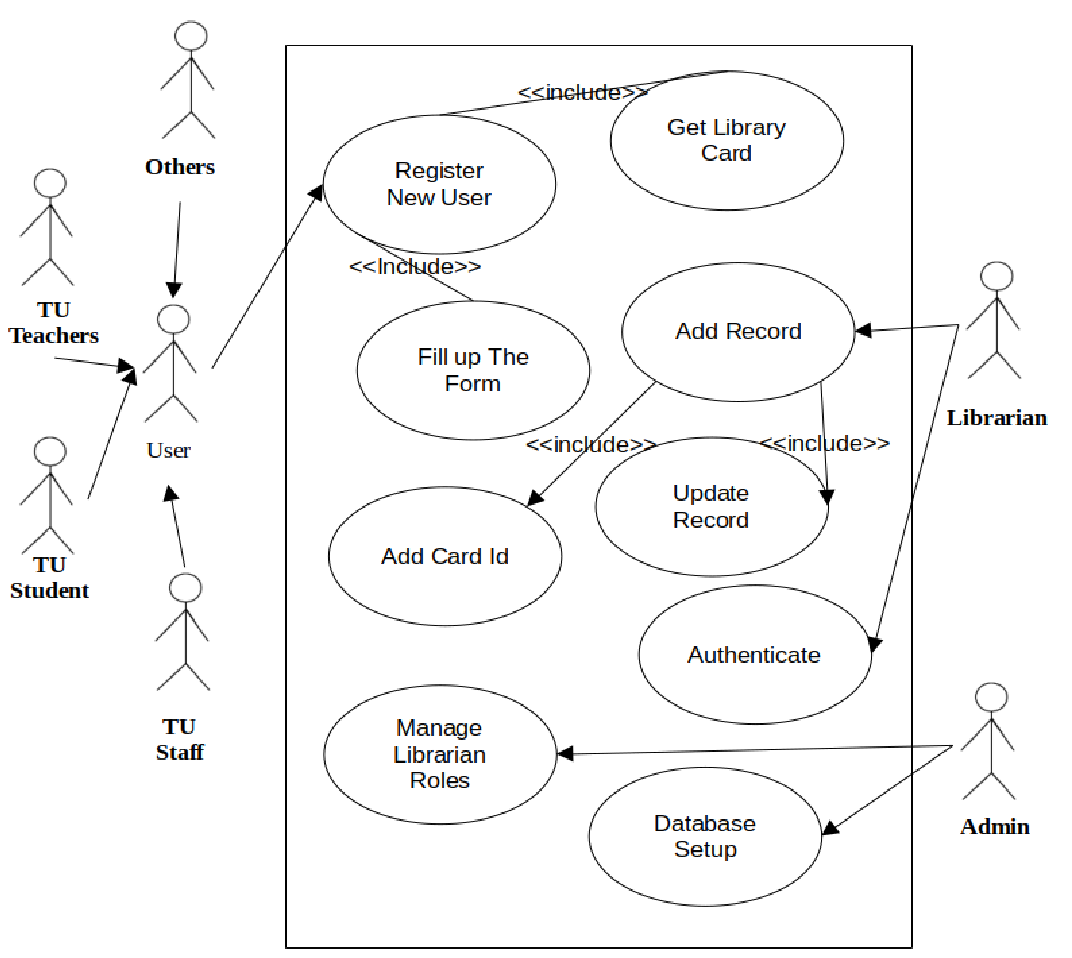 <<include>>
Get Library
Card
Others
Register
New User
<<Include>>
TU
Teachers
Add Record
Fill up The
Form
Librarian
User
<<include>>
<<include>>
Update
Record
Add Card Id
TU
Student
Authenticate
TU
Staff
Manage
Librarian
Roles
Database
Setup
Admin